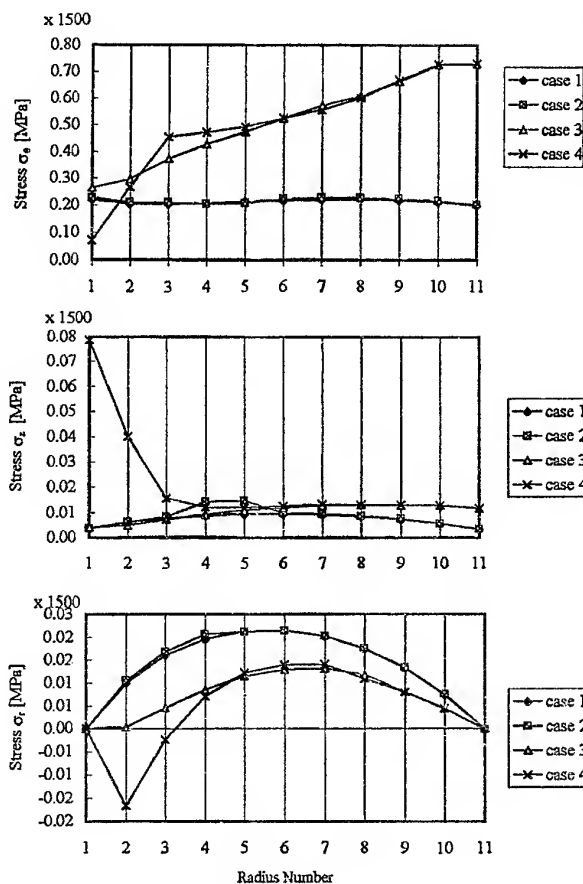 x 1500
0.80
0.70
0.60
0.50
0.40
0.30
0.20
0.10
0.00
Stress σθ [MPa]
1 2 3 4 5 6 7 8 9 10 11
case 1
case 2
case 3
case 4
x 1500
0.08
0.07
0.06
0.05
0.04
0.03
0.02
0.01
0.00
Stress σz [MPa]
1 2 3 4 5 6 7 8 9 10 11
case 1
case 2
case 3
case 4
x 1500
0.03
0.02
0.02
0.01
0.01
0.00
-0.01
-0.01
-0.02
-0.02
Stress σr [MPa]
1 2 3 4 5 6 7 8 9 10 11
Radius Number
case 1
case 2
case 3
case 4